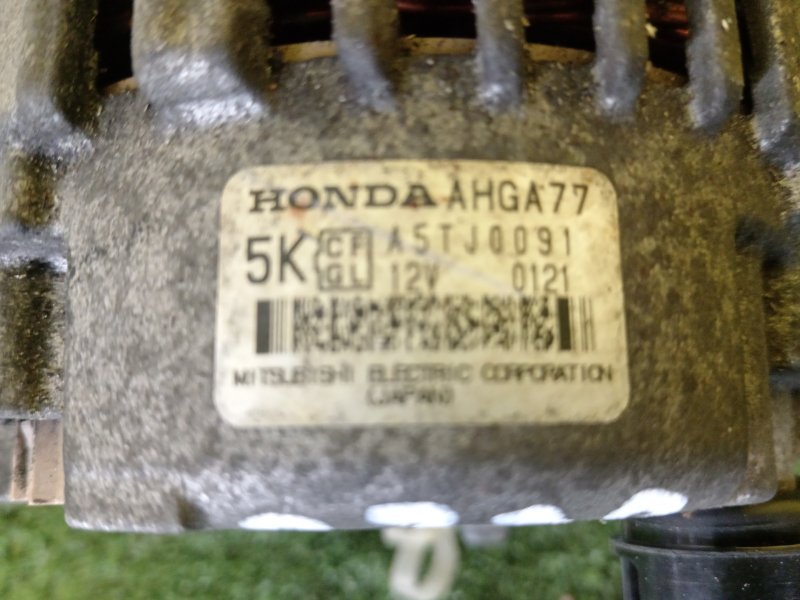 HONDA AHGA77
5K CF GL A5TJ0091
12V 0121
MITSUBISHI ELECTRIC CORPORATION
(JAPAN)